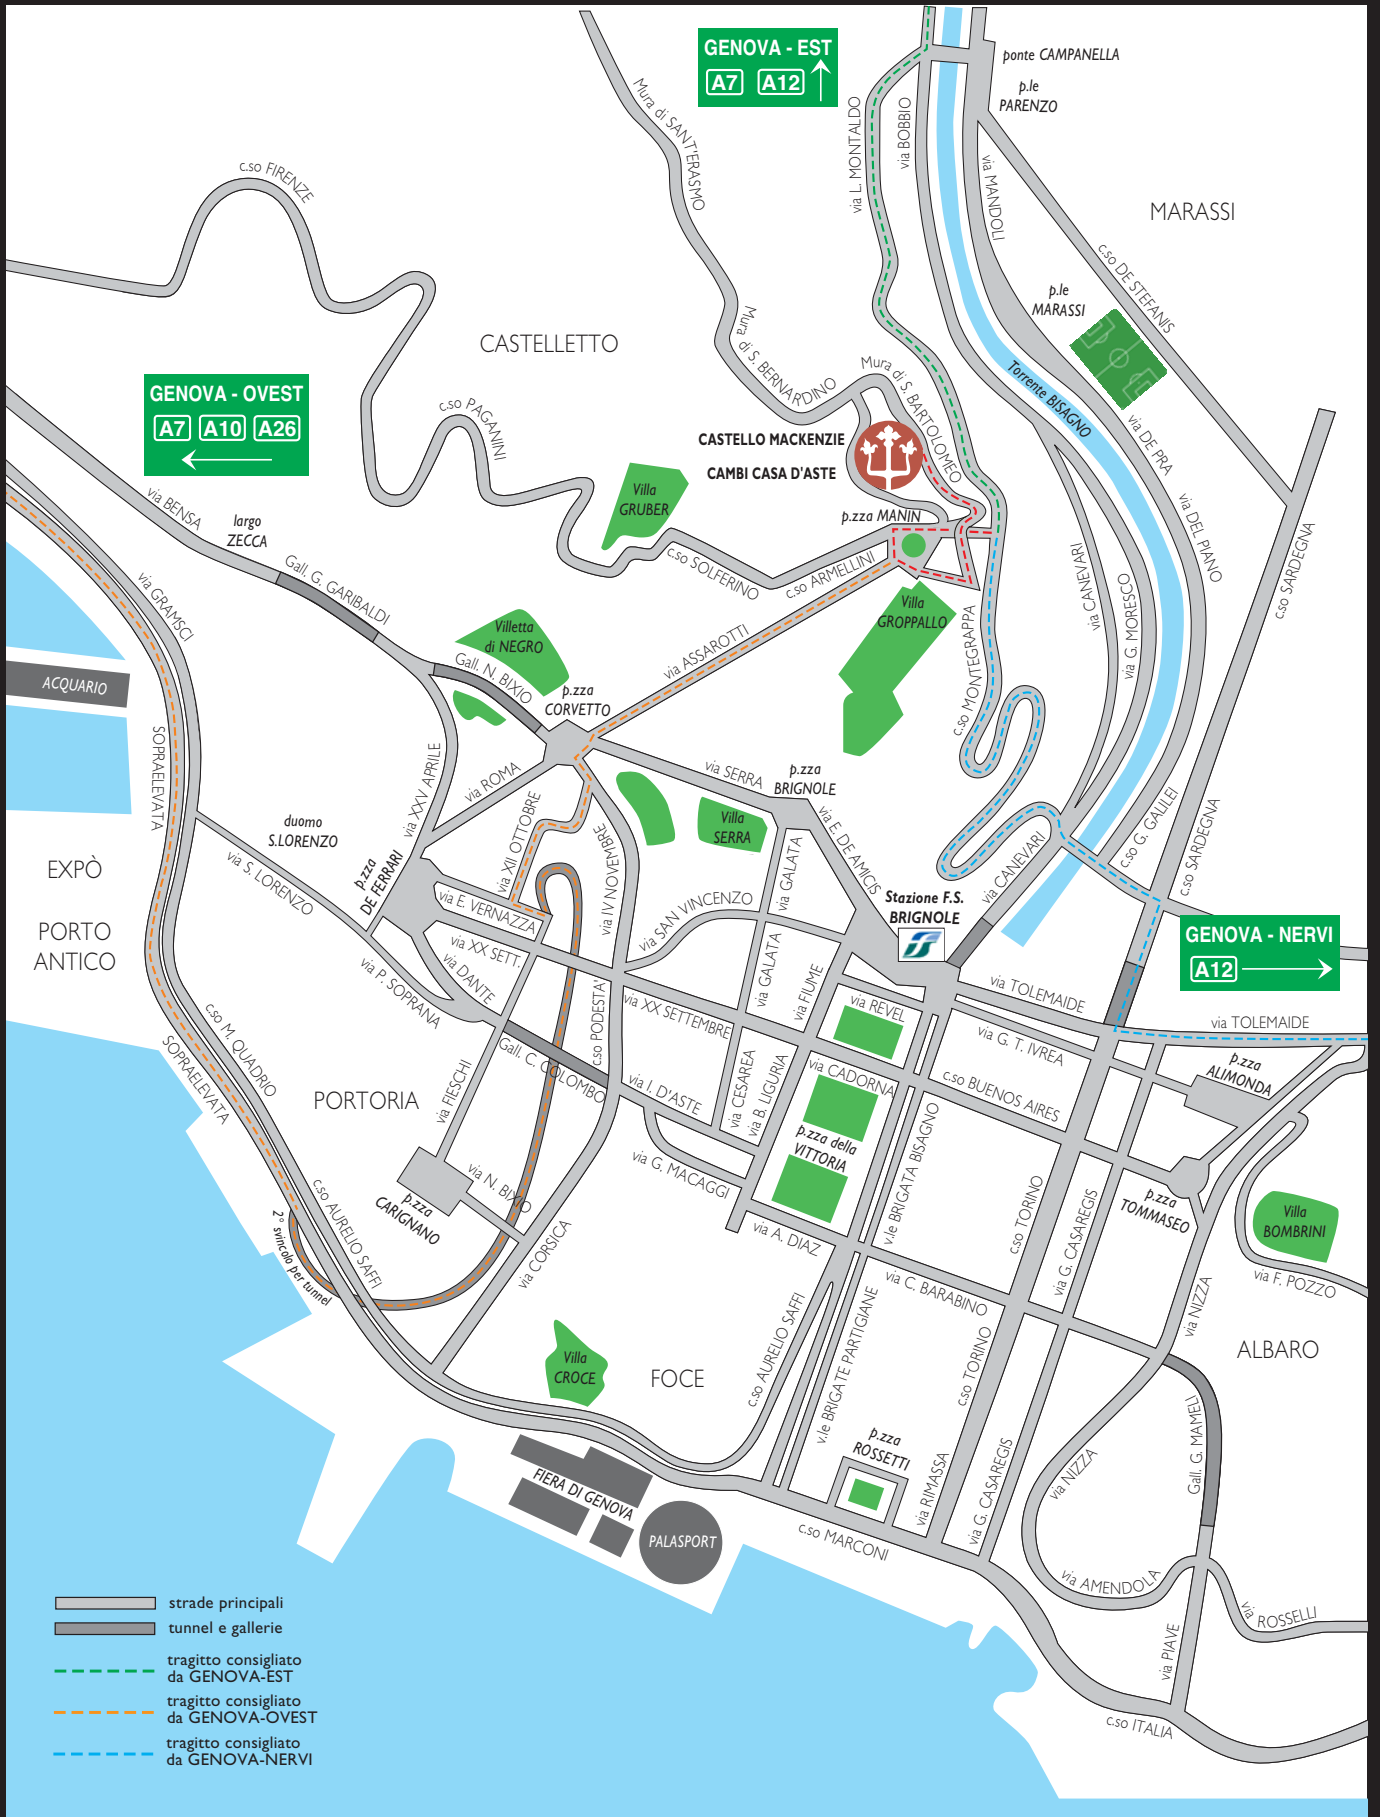 GENOVA - EST
A7 A12
ponte CAMPANELLA
p.le
PARENZO
via L. MONTALDO
via BOBBIO
via MANDOLI
MARASSI
Mura di SANT'ERASMO
c.so FIRENZE
c.so DE STEFANIS
p.le
MARASSI
Mura di S. BERNARDINO
CASTELLETTO
Mura di S. BARTOLOMEO
Torrente BISAGNO
GENOVA - OVEST
A7 A10 A26
c.so PAGANINI
CASTELLO MACKENZIE
CAMBI CASA D'ASTE
via DE PRA
via BENSA
largo
ZECCA
Villa
GRUBER
p.zza MANIN
via DEL PIANO
c.so SARDEGNA
Gall. G. GARIBALDI
c.so SOLFERINO
c.so ARMELLINI
via CANEVARI
via G. MORESCO
via GRAMSCI
Villa
GROPPALLO
Villetta
di NEGRO
Gall. N. BIXIO
via ASSAROTTI
c.so MONTEGRAPPA
ACQUARIO
p.zza
CORVETTO
SOPRAELEVATA
via XXV APRILE
via ROMA
via SERRA
p.zza
BRIGNOLE
via XII OTTOBRE
via IV NOVEMBRE
Villa
SERRA
via E. DE AMICIS
c.so G. GALILEI
c.so SARDEGNA
duomo
S.LORENZO
via S. LORENZO
p.zza
DE FERRARI
via GALATA
via CANEVARI
EXPÒ
PORTO
ANTICO
via E. VERNAZZA
via SAN VINCENZO
Stazione F.S.
BRIGNOLE
GENOVA - NERVI
A12
via XX SETT.
via DANTE
via P. SOPRANA
via GALATA
via FIUME
via TOLEMAIDE
via TOLEMAIDE
c.so PODESTA'
via XX SETTEMBRE
via REVEL
via G. T. IVREA
c.so M. QUADRIO
SOPRAELEVATA
Gall. C. COLOMBO
via FIESCHI
via I. D'ASTE
via CESAREA
via B. LIGURIA
via CADORNA
c.so BUENOS AIRES
p.zza
ALIMONDA
PORTORIA
p.zza della
VITTORIA
v.le BRIGATA BISAGNO
via G. MACAGGI
via N. BIXIO
p.zza
CARIGNANO
c.so AURELIO SAFFI
2° svincolo per tunnel
via CORSICA
via A. DIAZ
c.so TORINO
via G. CASAREGIS
p.zza
TOMMASEO
Villa
BOMBRINI
via F. POZZO
via C. BARABINO
via NIZZA
ALBARO
Villa
CROCE
FOCE
c.so AURELIO SAFFI
v.le BRIGATE PARTIGIANE
c.so TORINO
p.zza
ROSSETTI
via RIMASSA
via G. CASAREGIS
via NIZZA
Gall. G. MAMELI
FIERA DI GENOVA
PALASPORT
c.so MARCONI
via AMENDOLA
via ROSSELLI
via PIAVE
c.so ITALIA
strade principali
tunnel e gallerie
tragitto consigliato
da GENOVA-EST
tragitto consigliato
da GENOVA-OVEST
tragitto consigliato
da GENOVA-NERVI